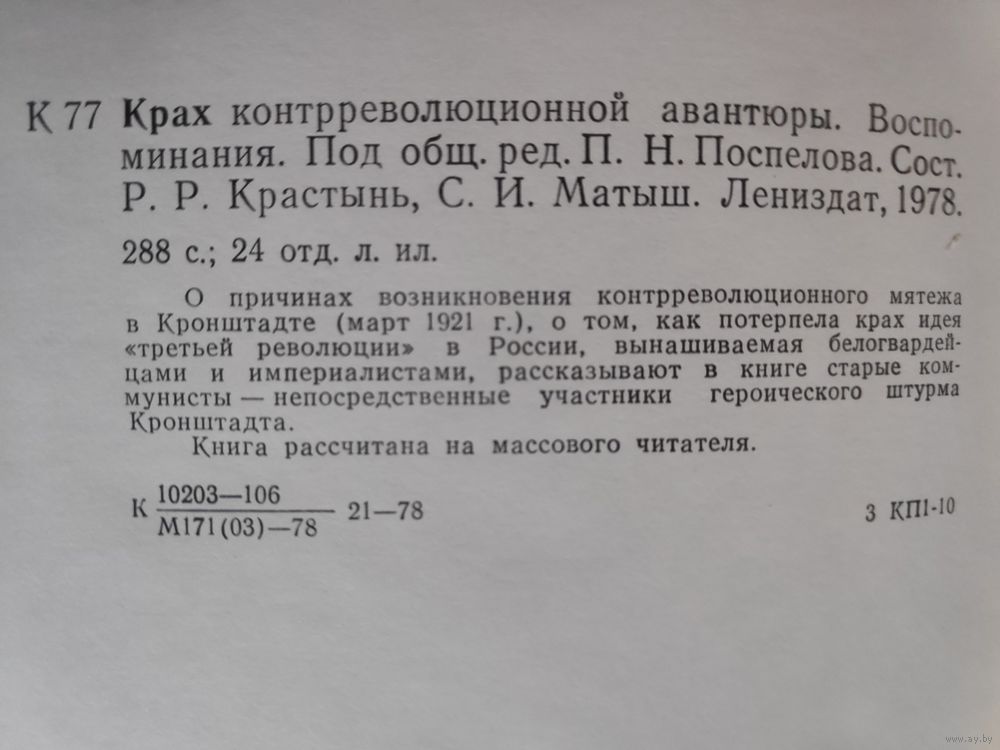 К 77 Крах контрреволюционной авантюры. Воспо-
минания. Под общ. ред. П. Н. Поспелова. Сост.
Р. Р. Крастынь, С. И. Матыш. Лениздат, 1978.
288 с.; 24 отд. л. ил.
О причинах возникновения контрреволюционного мятежа
в Кронштадте (март 1921 г.), о том, как потерпела крах идея
«третьей революции» в России, вынашиваемая белогвардей-
цами и империалистами, рассказывают в книге старые ком-
мунисты — непосредственные участники героического штурма
Кронштадта.
Книга рассчитана на массового читателя.
К 10203—106
М171(03)—78 21—78
3 КП1-10
www.ay.by